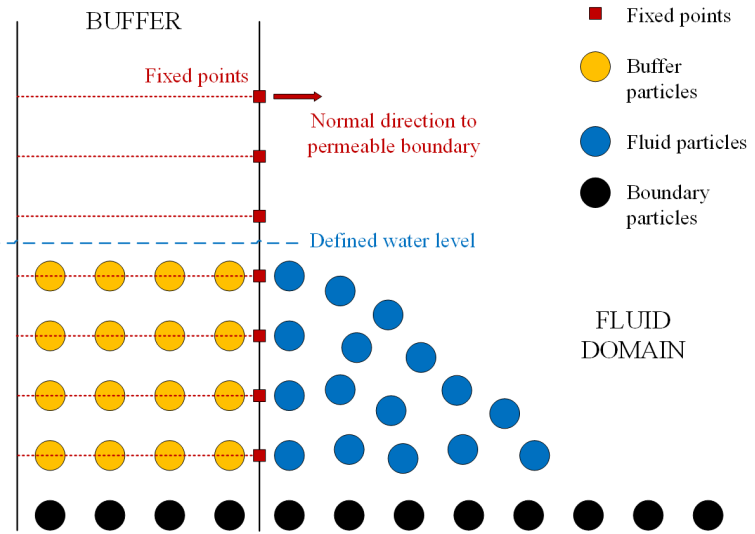 BUFFER
Fixed points
Normal direction to
permeable boundary
Defined water level
FLUID
DOMAIN
Fixed points
Buffer
particles
Fluid particles
Boundary
particles